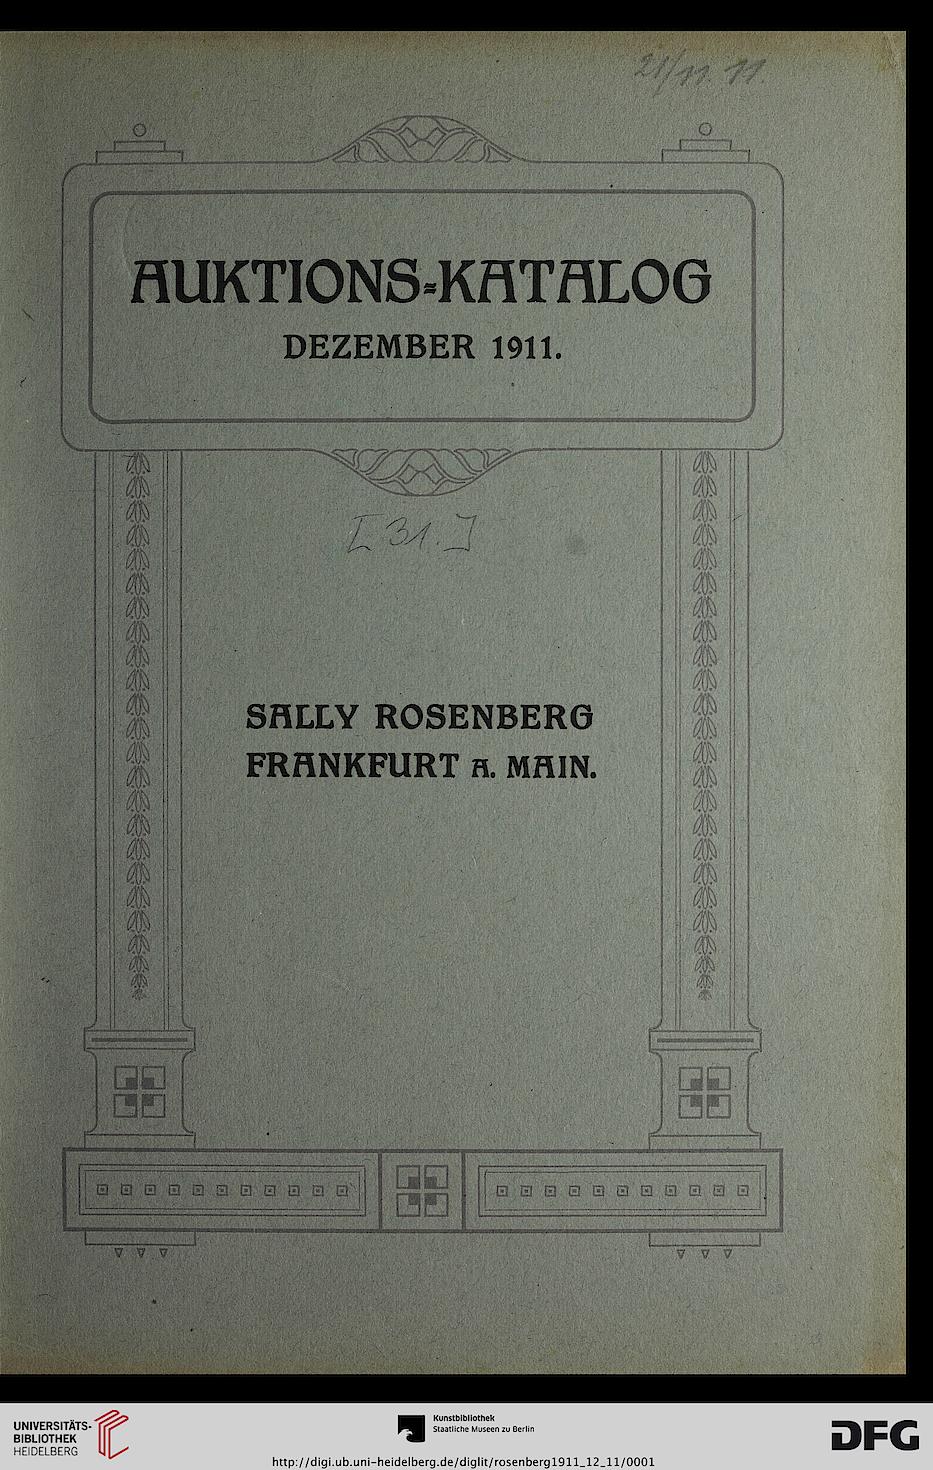 21/11. 11.
AUKTIONS-KATALOG
DEZEMBER 1911.
[31.]
SALLY ROSENBERG
FRANKFURT A. MAIN.
UNIVERSITÄTS-
BIBLIOTHEK
HEIDELBERG
Kunstbibliothek
Staatliche Museen zu Berlin
DFG
http://digi.ub.uni-heidelberg.de/diglit/rosenberg1911_12_11/0001